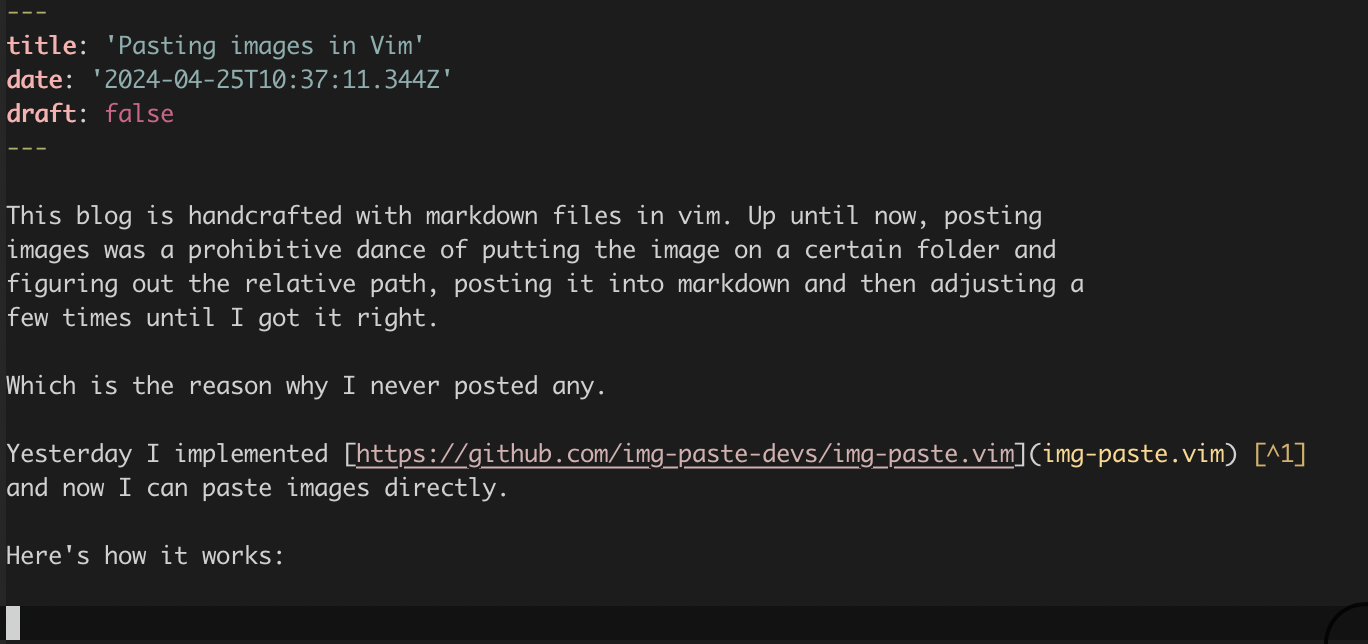 ---
title: 'Pasting images in Vim'
date: '2024-04-25T10:37:11.344Z'
draft: false
---
This blog is handcrafted with markdown files in vim. Up until now, posting
images was a prohibitive dance of putting the image on a certain folder and
figuring out the relative path, posting it into markdown and then adjusting a
few times until I got it right.
Which is the reason why I never posted any.
Yesterday I implemented [https://github.com/img-paste-devs/img-paste.vim](img-paste.vim) [^1]
and now I can paste images directly.
Here's how it works: